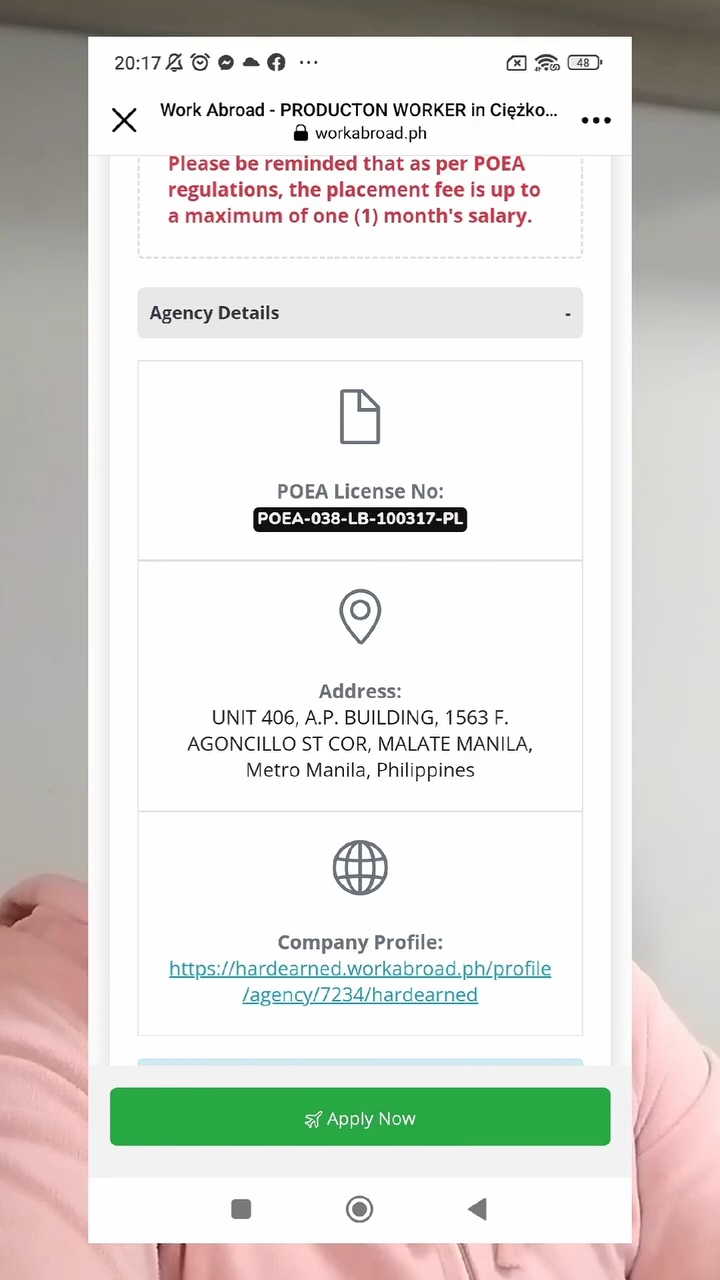 20:17 ... 48
Work Abroad - PRODUCTON WORKER in Ciężko...
workabroad.ph
Please be reminded that as per POEA
regulations, the placement fee is up to
a maximum of one (1) month's salary.
Agency Details -
POEA License No:
POEA-038-LB-100317-PL
Address:
UNIT 406, A.P. BUILDING, 1563 F.
AGONCILLO ST COR, MALATE MANILA,
Metro Manila, Philippines
Company Profile:
https://hardearned.workabroad.ph/profile
/agency/7234/hardearned
Apply Now